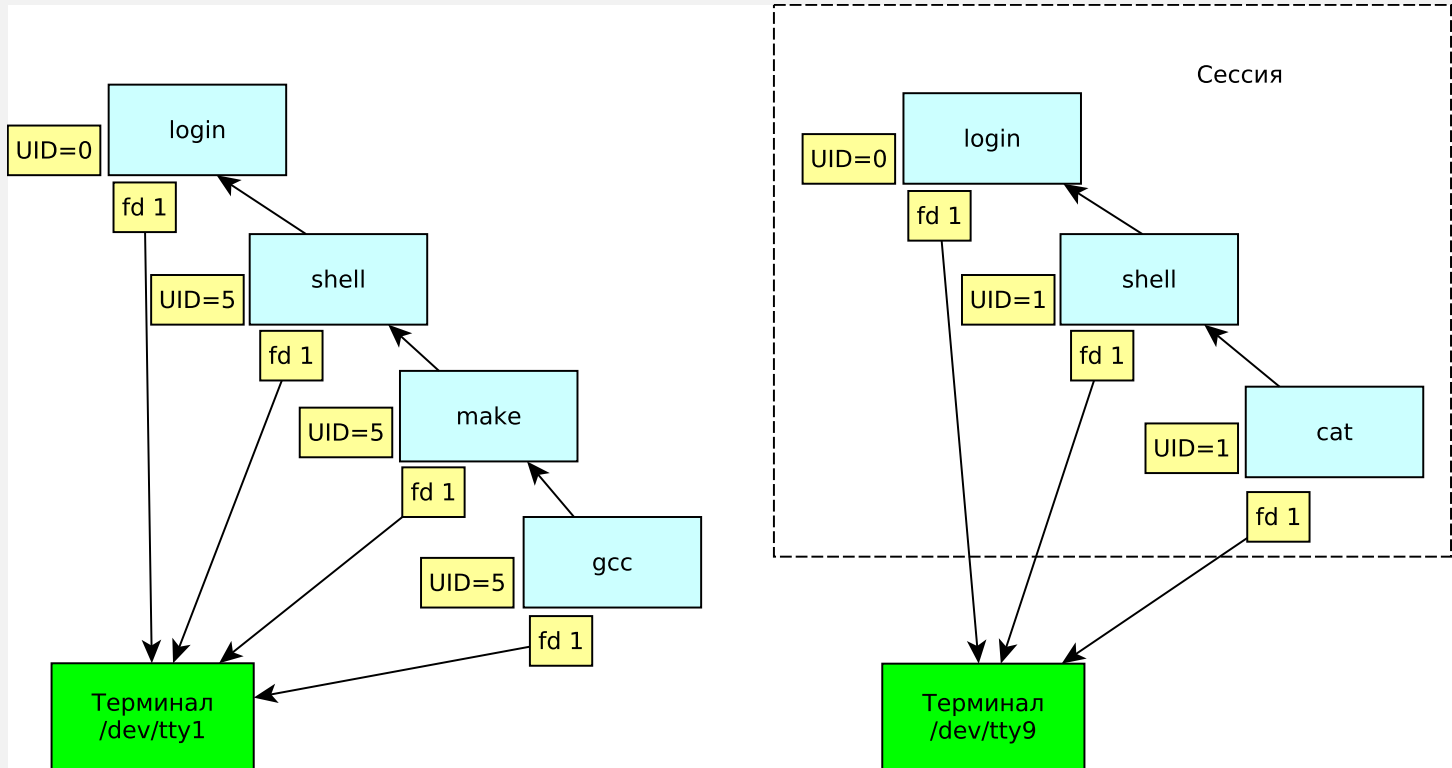 login
UID=0
fd 1
shell
UID=5
fd 1
make
UID=5
fd 1
gcc
UID=5
fd 1
Терминал
/dev/tty1
Сессия
login
UID=0
fd 1
shell
UID=1
fd 1
cat
UID=1
fd 1
Терминал
/dev/tty9